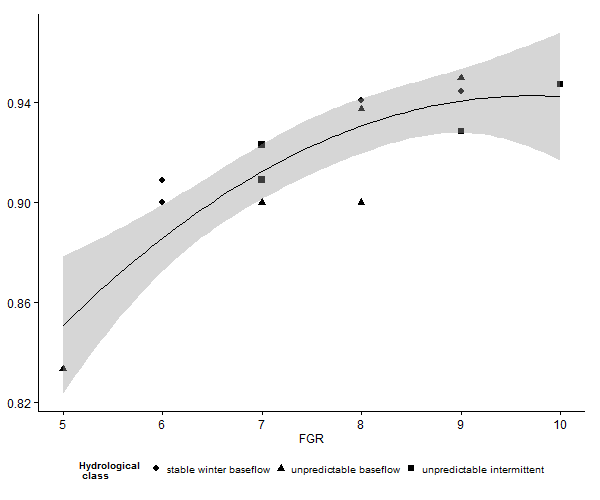 0.94
0.90
0.86
0.82
5 6 7 8 9 10
FGR
Hydrological
class
stable winter baseflow unpredictable baseflow unpredictable intermittent